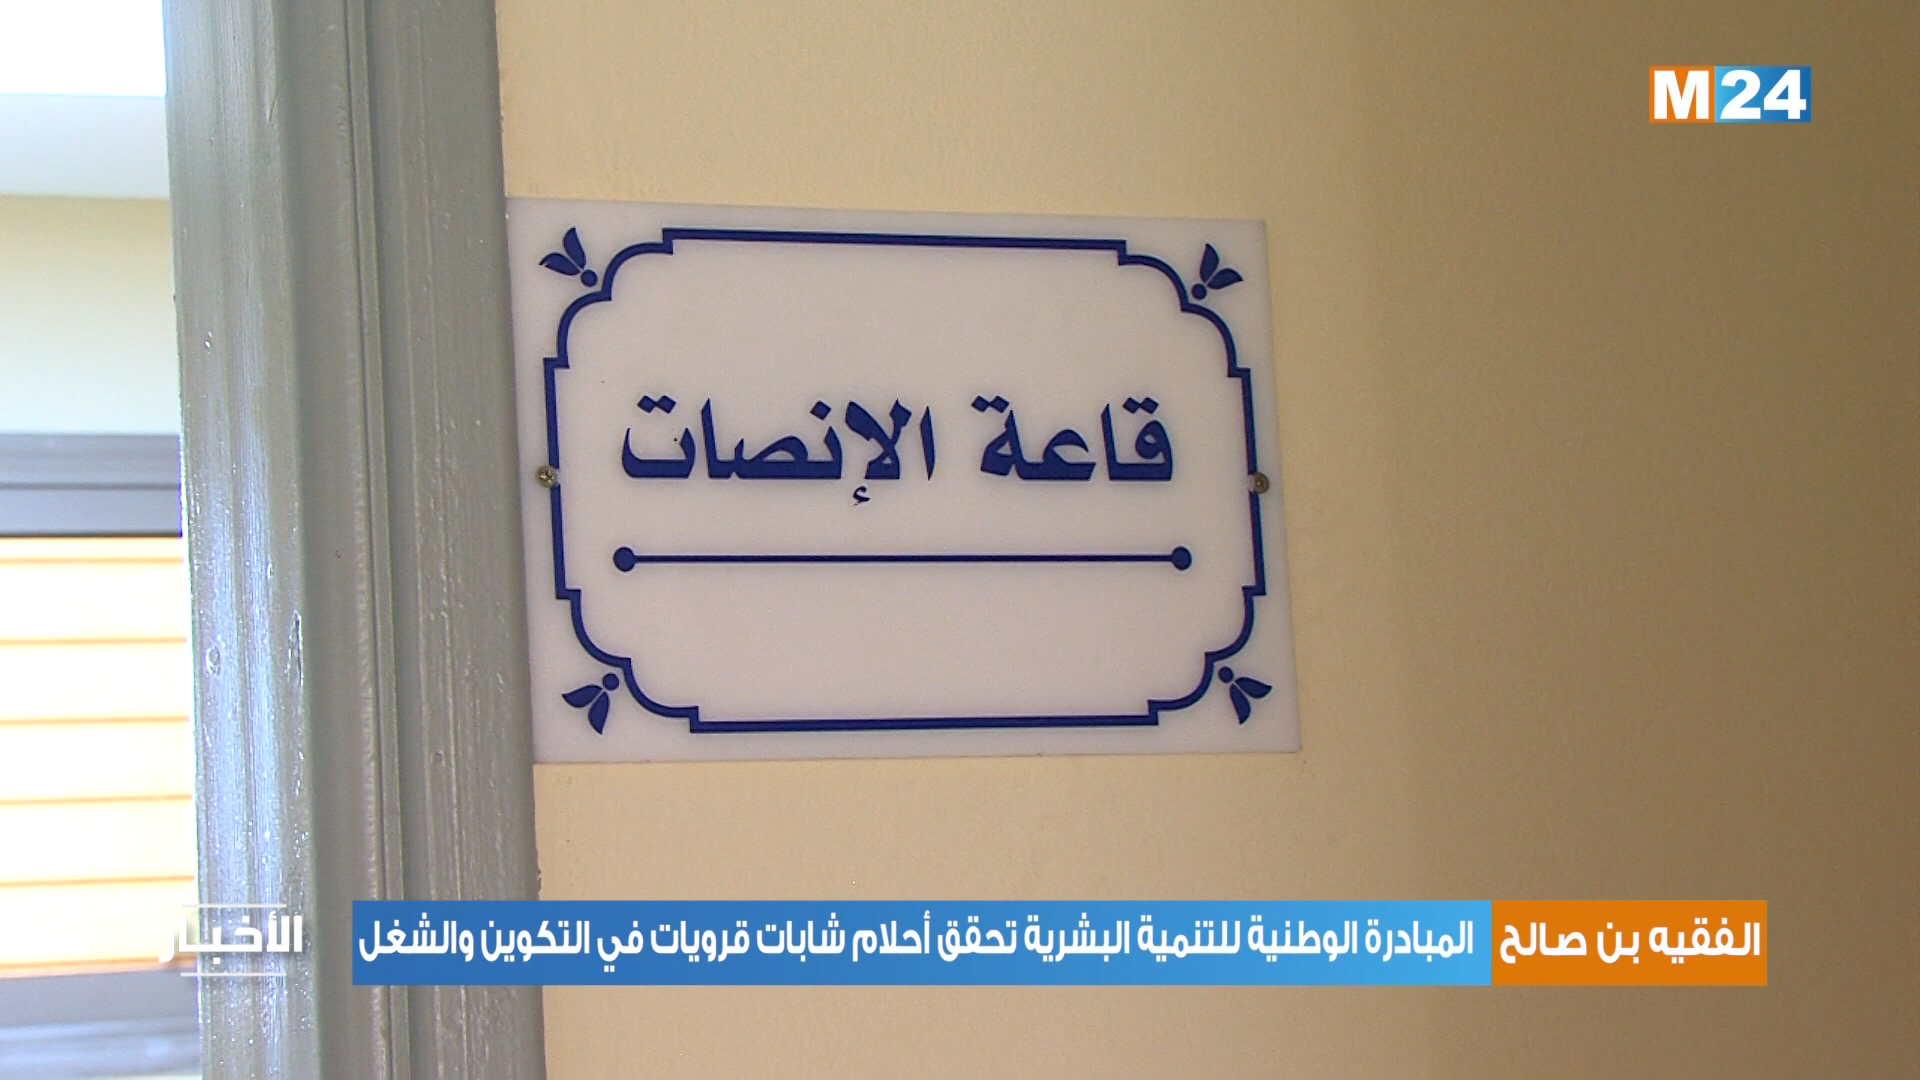 M24
قاعة الإنصات
الفقيه بن صالح
المبادرة الوطنية للتنمية البشرية تحقق أحلام شابات قرويات في التكوين والشغل
الأخبار